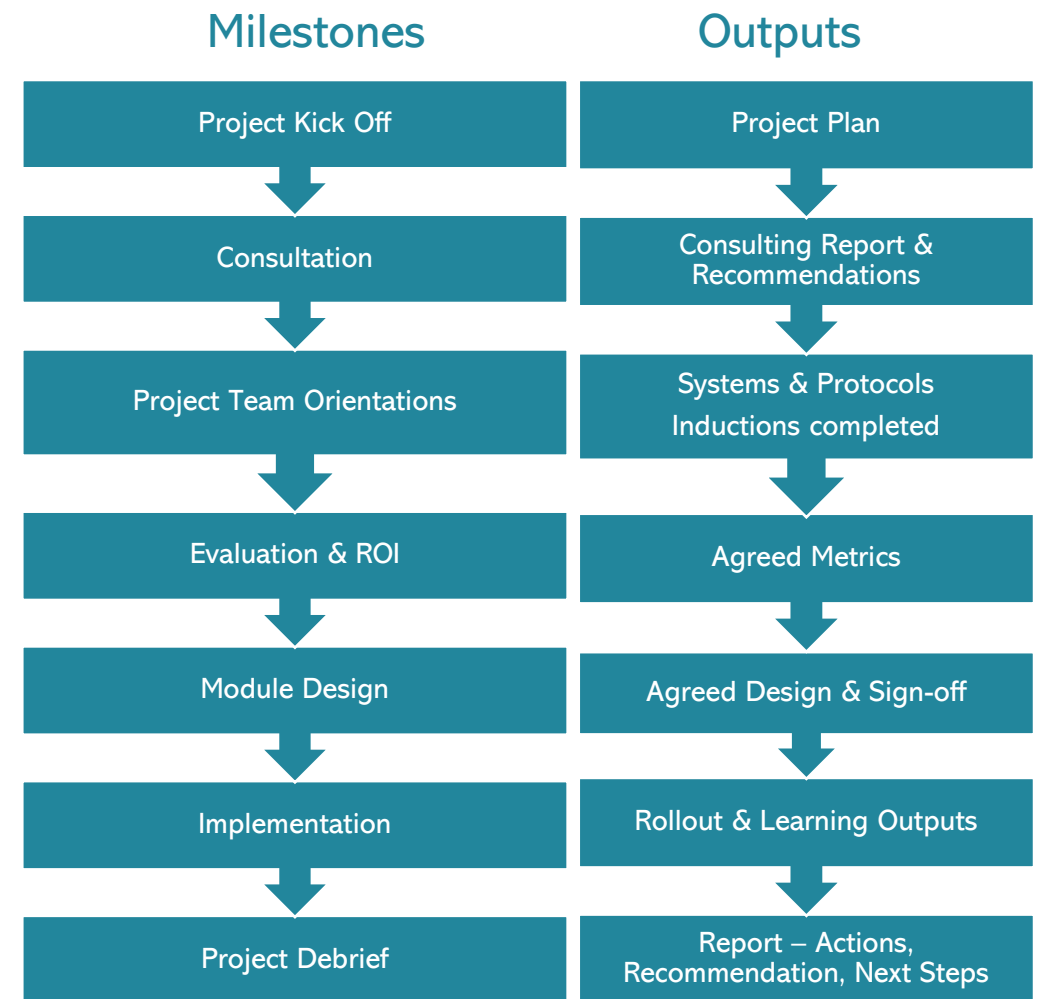 Milestones
Outputs
Project Kick Off
Project Plan
Consultation
Consulting Report &
Recommendations
Project Team Orientations
Systems & Protocols
Inductions completed
Evaluation & ROI
Agreed Metrics
Module Design
Agreed Design & Sign-off
Implementation
Rollout & Learning Outputs
Project Debrief
Report – Actions,
Recommendation, Next Steps